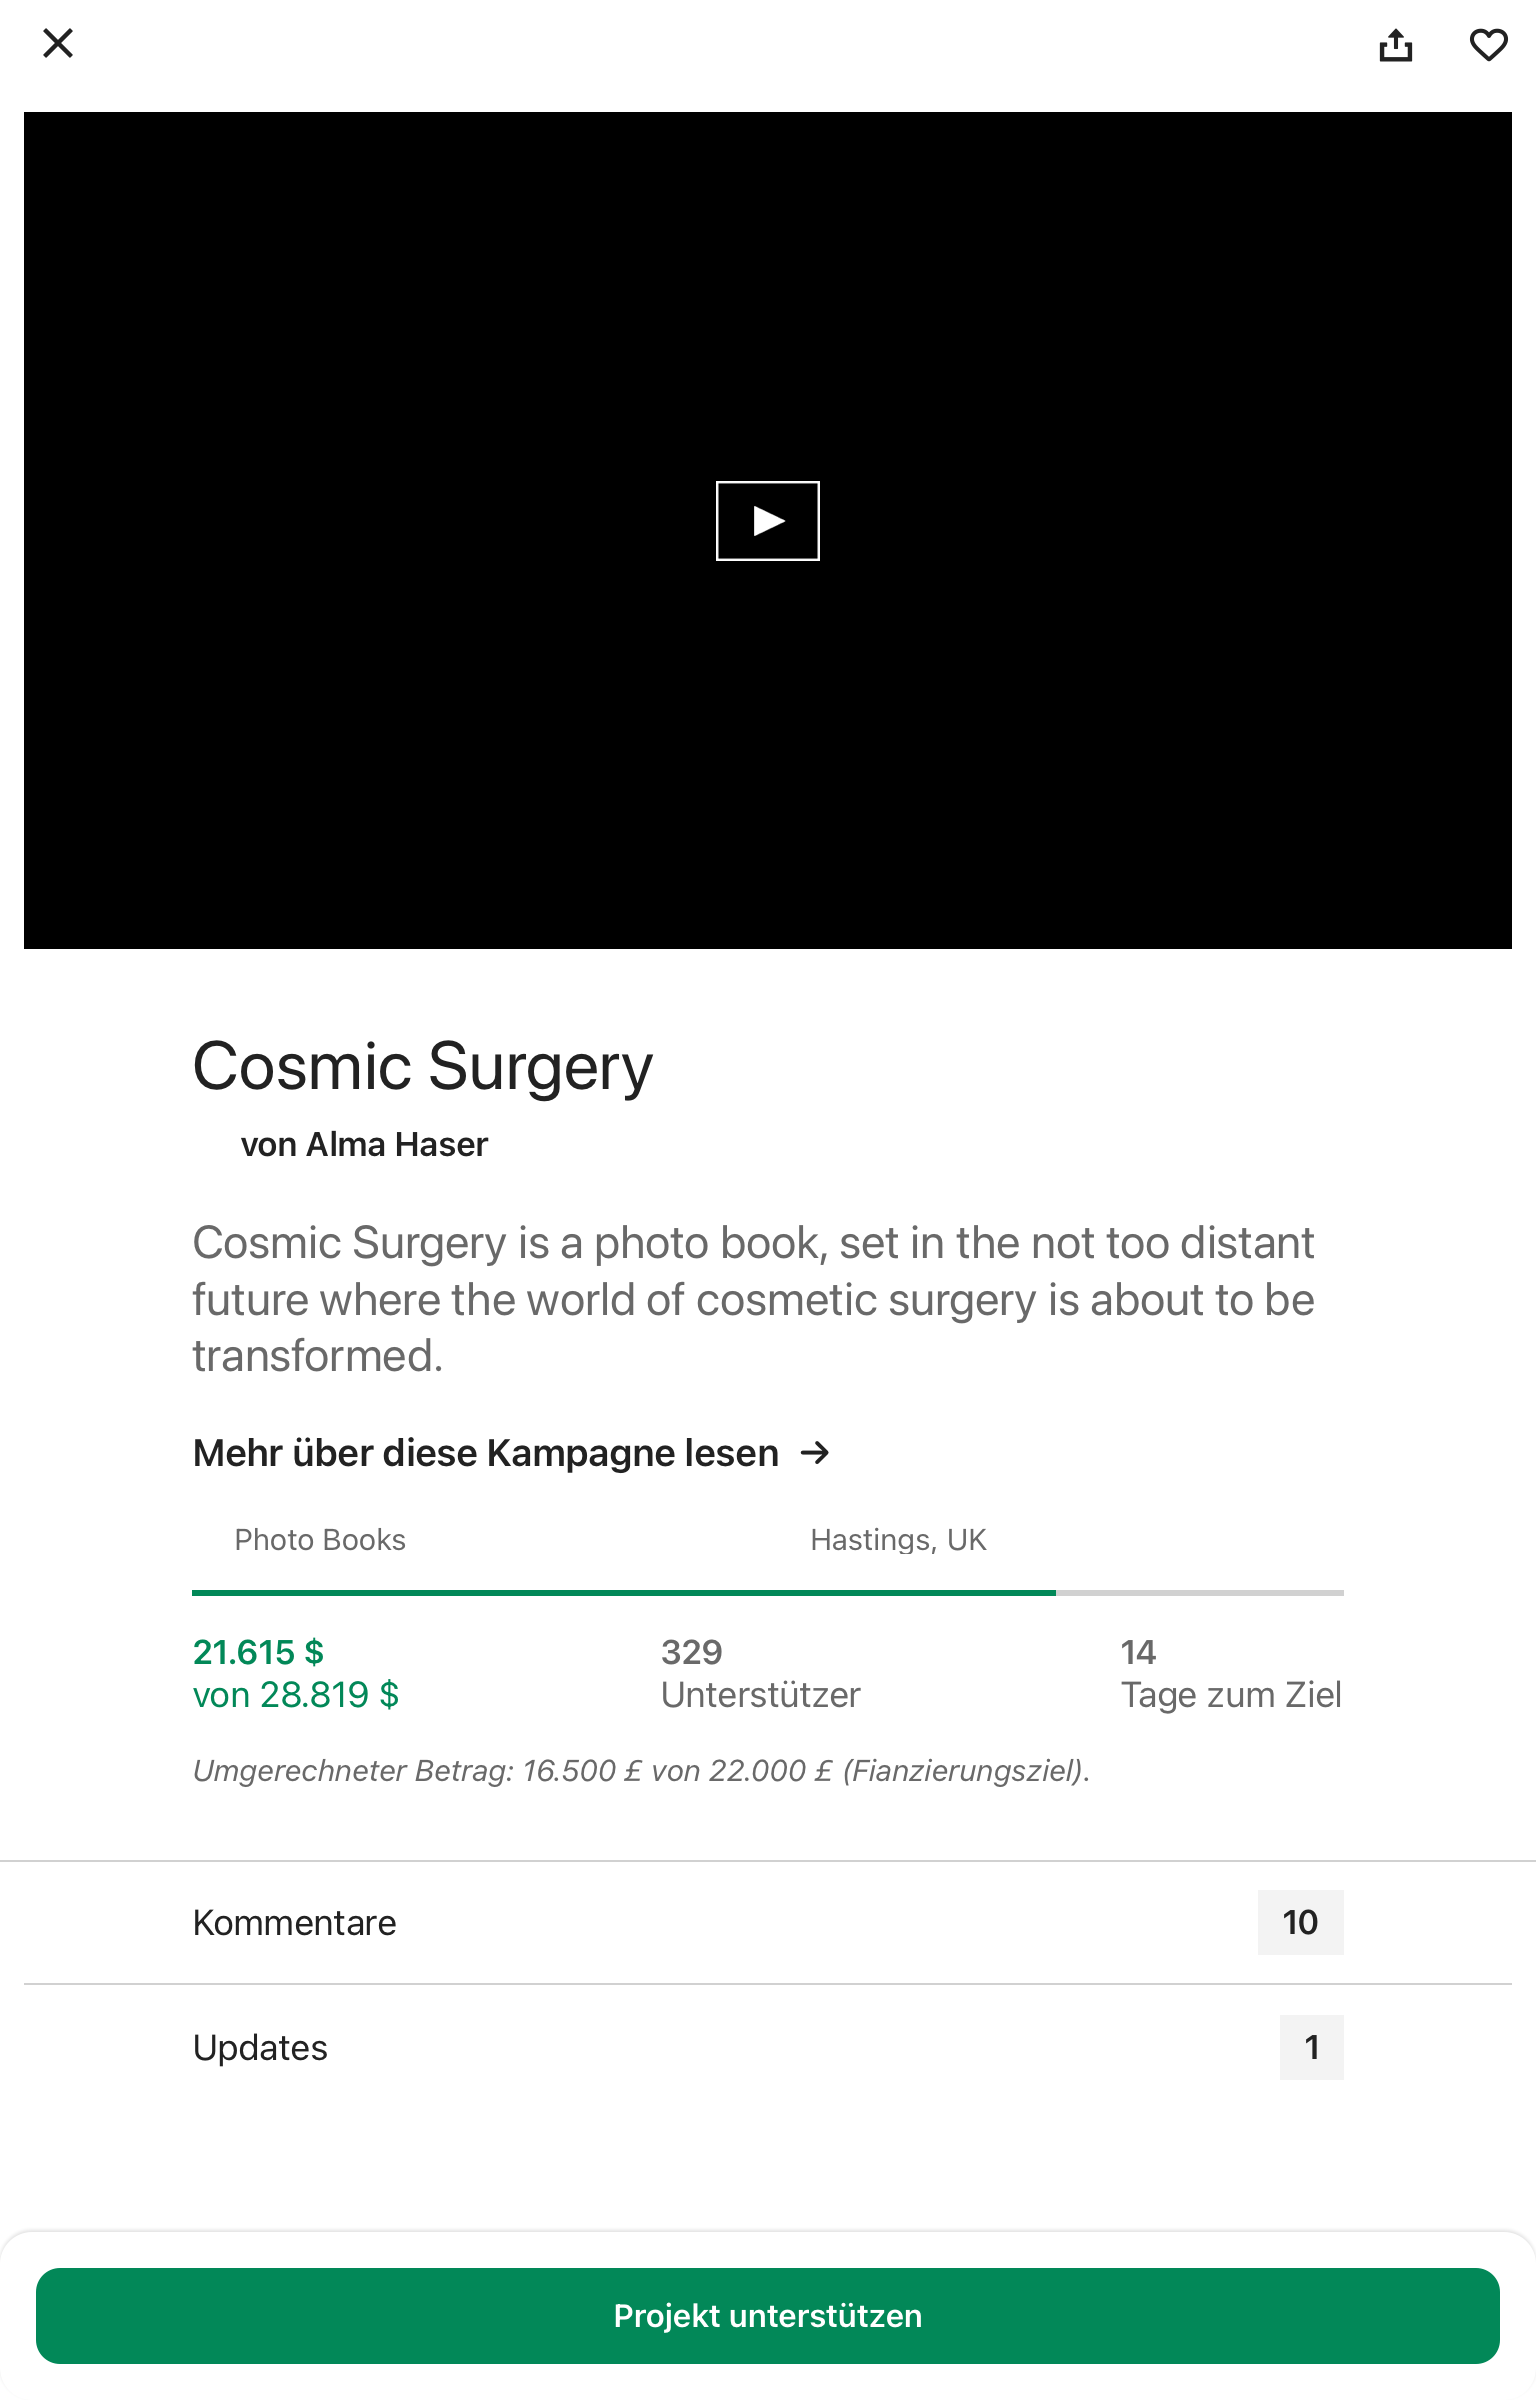 Cosmic Surgery
von Alma Haser
Cosmic Surgery is a photo book, set in the not too distant
future where the world of cosmetic surgery is about to be
transformed.
Mehr über diese Kampagne lesen
Photo Books
Hastings, UK
21.615 $
von 28.819 $
329
Unterstützer
14
Tage zum Ziel
Umgerechneter Betrag: 16.500 £ von 22.000 £ (Fianzierungsziel).
Kommentare
10
Updates
1
Projekt unterstützen